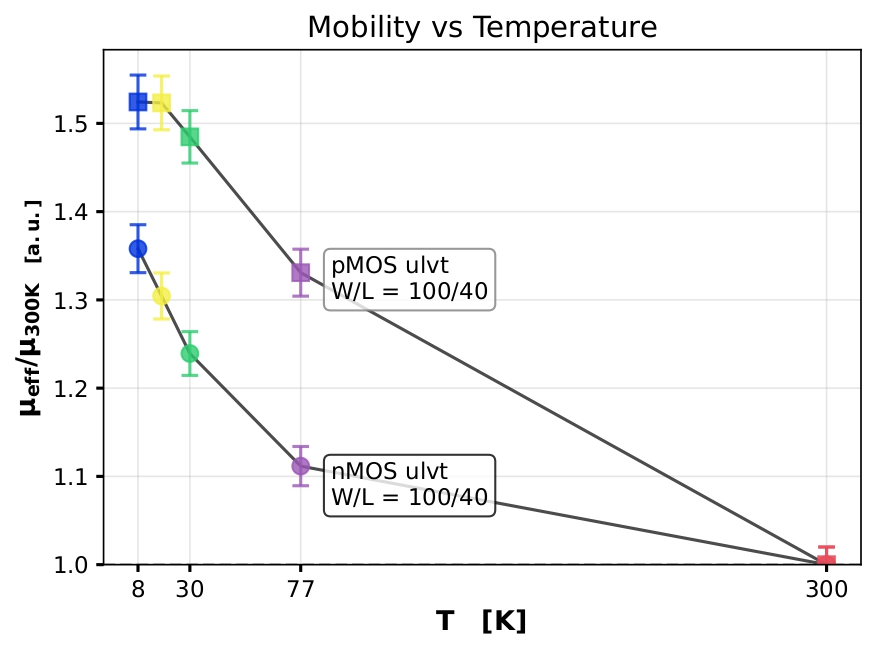 Mobility vs Temperature
μeff/μ300K [a.u.]
1.5
1.4
1.3
1.2
1.1
1.0
pMOS ulvt
W/L = 100/40
nMOS ulvt
W/L = 100/40
8 30 77 300
T [K]